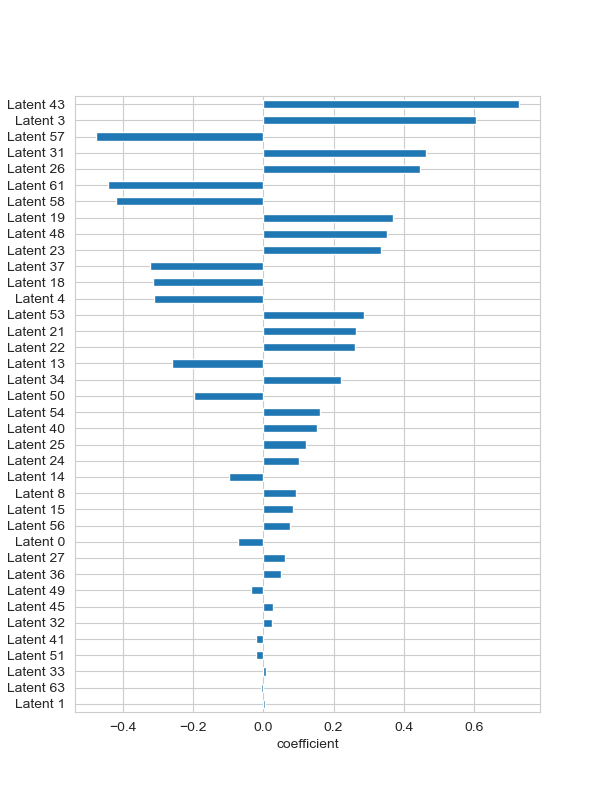 Latent 43
Latent 3
Latent 57
Latent 31
Latent 26
Latent 61
Latent 58
Latent 19
Latent 48
Latent 23
Latent 37
Latent 18
Latent 4
Latent 53
Latent 21
Latent 22
Latent 13
Latent 34
Latent 50
Latent 54
Latent 40
Latent 25
Latent 24
Latent 14
Latent 8
Latent 15
Latent 56
Latent 0
Latent 27
Latent 36
Latent 49
Latent 45
Latent 32
Latent 41
Latent 51
Latent 33
Latent 63
Latent 1
−0.4 −0.2 0.0 0.2 0.4 0.6
coefficient